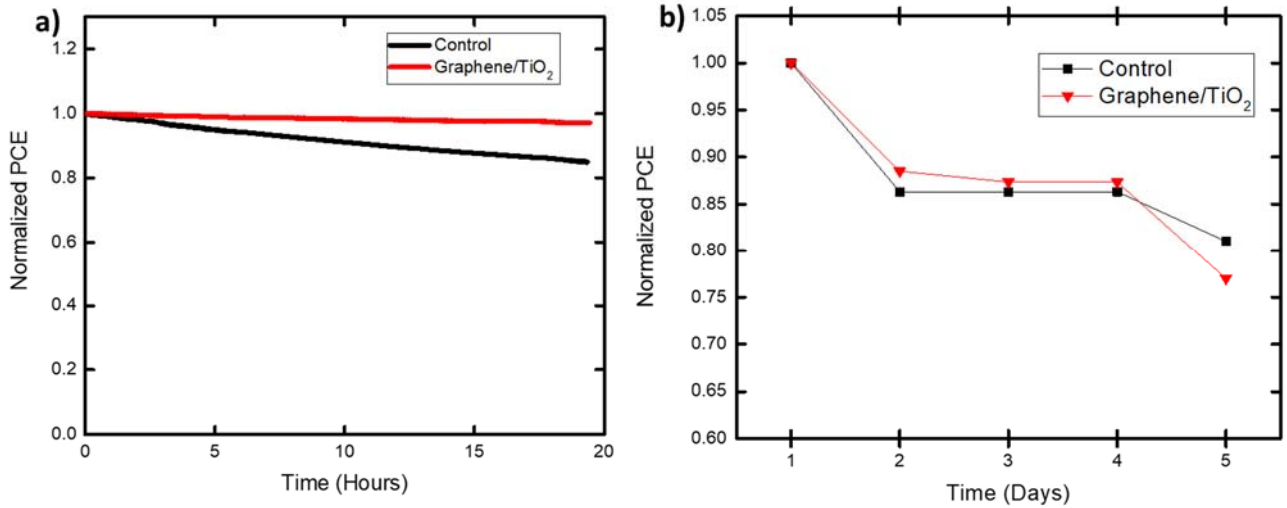 a)
Control
Graphene/TiO₂
Normalized PCE
1.2
1.0
0.8
0.6
0.4
0.2
0.0
0 5 10 15 20
Time (Hours)
b)
Control
Graphene/TiO₂
Normalized PCE
1.05
1.00
0.95
0.90
0.85
0.80
0.75
0.70
0.65
0.60
1 2 3 4 5
Time (Days)